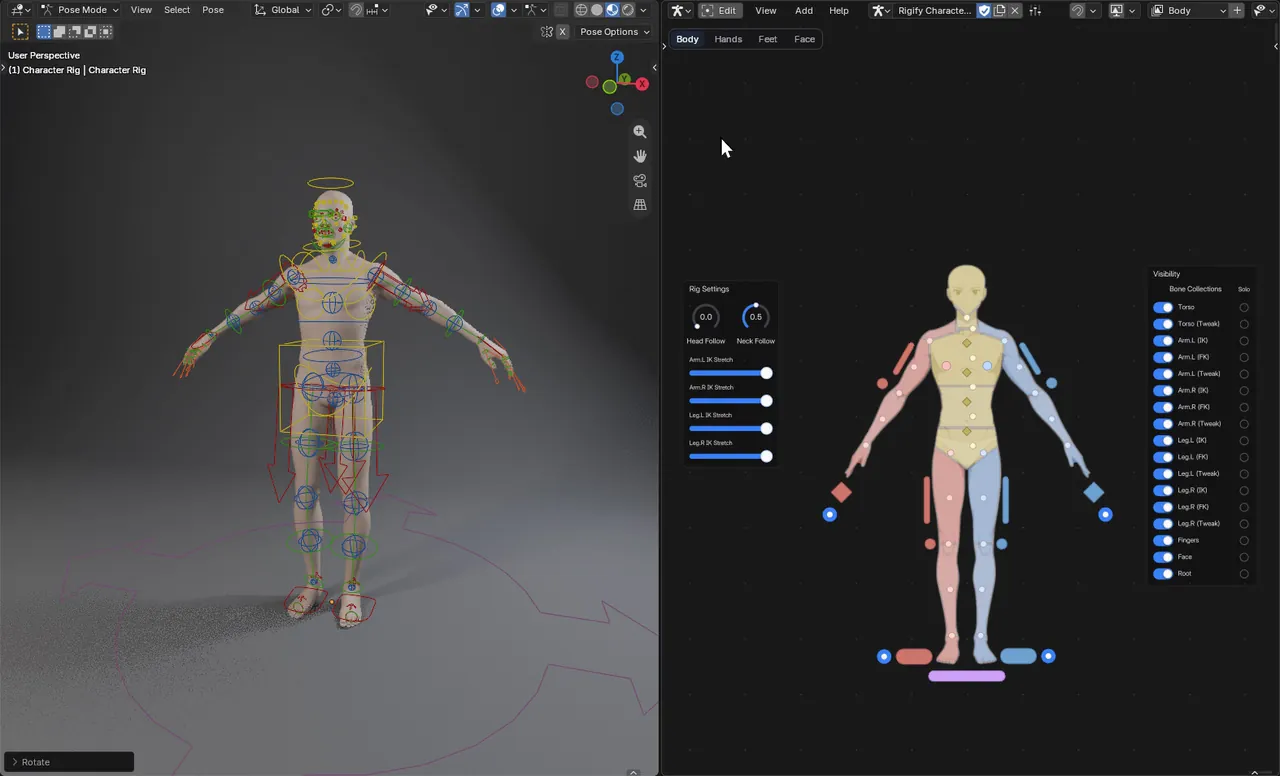 Pose Mode
View
Select
Pose
Global
X
Pose Options
User Perspective
(1) Character Rig | Character Rig
Z
Y
X
Rotate
Edit
View
Add
Help
Rigify Characte...
Body
Body
Hands
Feet
Face
Rig Settings
0.0
0.5
Head Follow
Neck Follow
Arm.L IK Stretch
Arm.R IK Stretch
Leg.L IK Stretch
Leg.R IK Stretch
Visibility
Bone Collections
Solo
Torso
Torso (Tweak)
Arm.L (IK)
Arm.L (FK)
Arm.L (Tweak)
Arm.R (IK)
Arm.R (FK)
Arm.R (Tweak)
Leg.L (IK)
Leg.L (FK)
Leg.L (Tweak)
Leg.R (IK)
Leg.R (FK)
Leg.R (Tweak)
Fingers
Face
Root